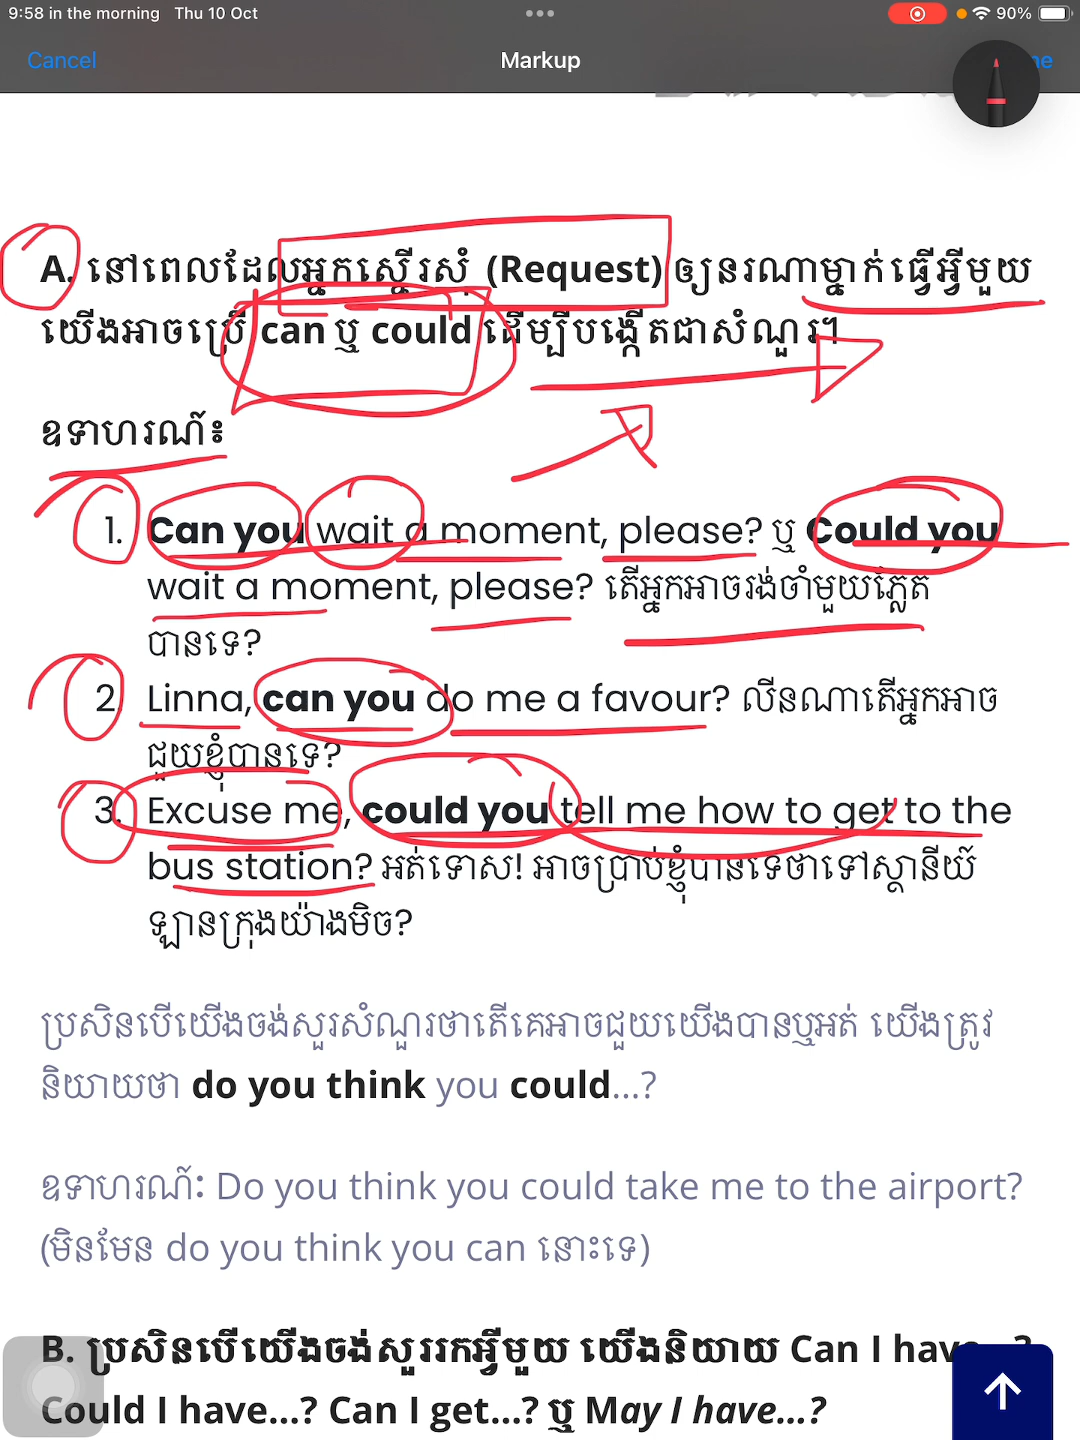 9:58 in the morning Thu 10 Oct 90%
Cancel Markup
A. នៅពេលដែលអ្នកស្នើរសុំ (Request) ឲ្យនរណាម្នាក់ធ្វើអ្វីមួយ
យើងអាចប្រើ can ឬ could ដើម្បីបង្កើតជាសំណួរ។
ឧទាហរណ៍៖
1. Can you wait a moment, please? ឬ Could you
wait a moment, please? តើអ្នកអាចរង់ចាំមួយភ្លែត
បានទេ?
2. Linna, can you do me a favour? លីនណាតើអ្នកអាច
ជួយខ្ញុំបានទេ?
3. Excuse me, could you tell me how to get to the
bus station? អត់ទោស! អាចប្រាប់ខ្ញុំបានទេថាទៅស្ថានីយ៍
ឡានក្រុងយ៉ាងមិច?
ប្រសិនបើយើងចង់សួរសំណួរថាតើគេអាចជួយយើងបានឬអត់ យើងត្រូវ
និយាយថា do you think you could...?
ឧទាហរណ៍: Do you think you could take me to the airport?
(មិនមែន do you think you can នោះទេ)
B. ប្រសិនបើយើងចង់សួររកអ្វីមួយ យើងនិយាយ Can I have...?
Could I have...? Can I get...? ឬ May I have...?